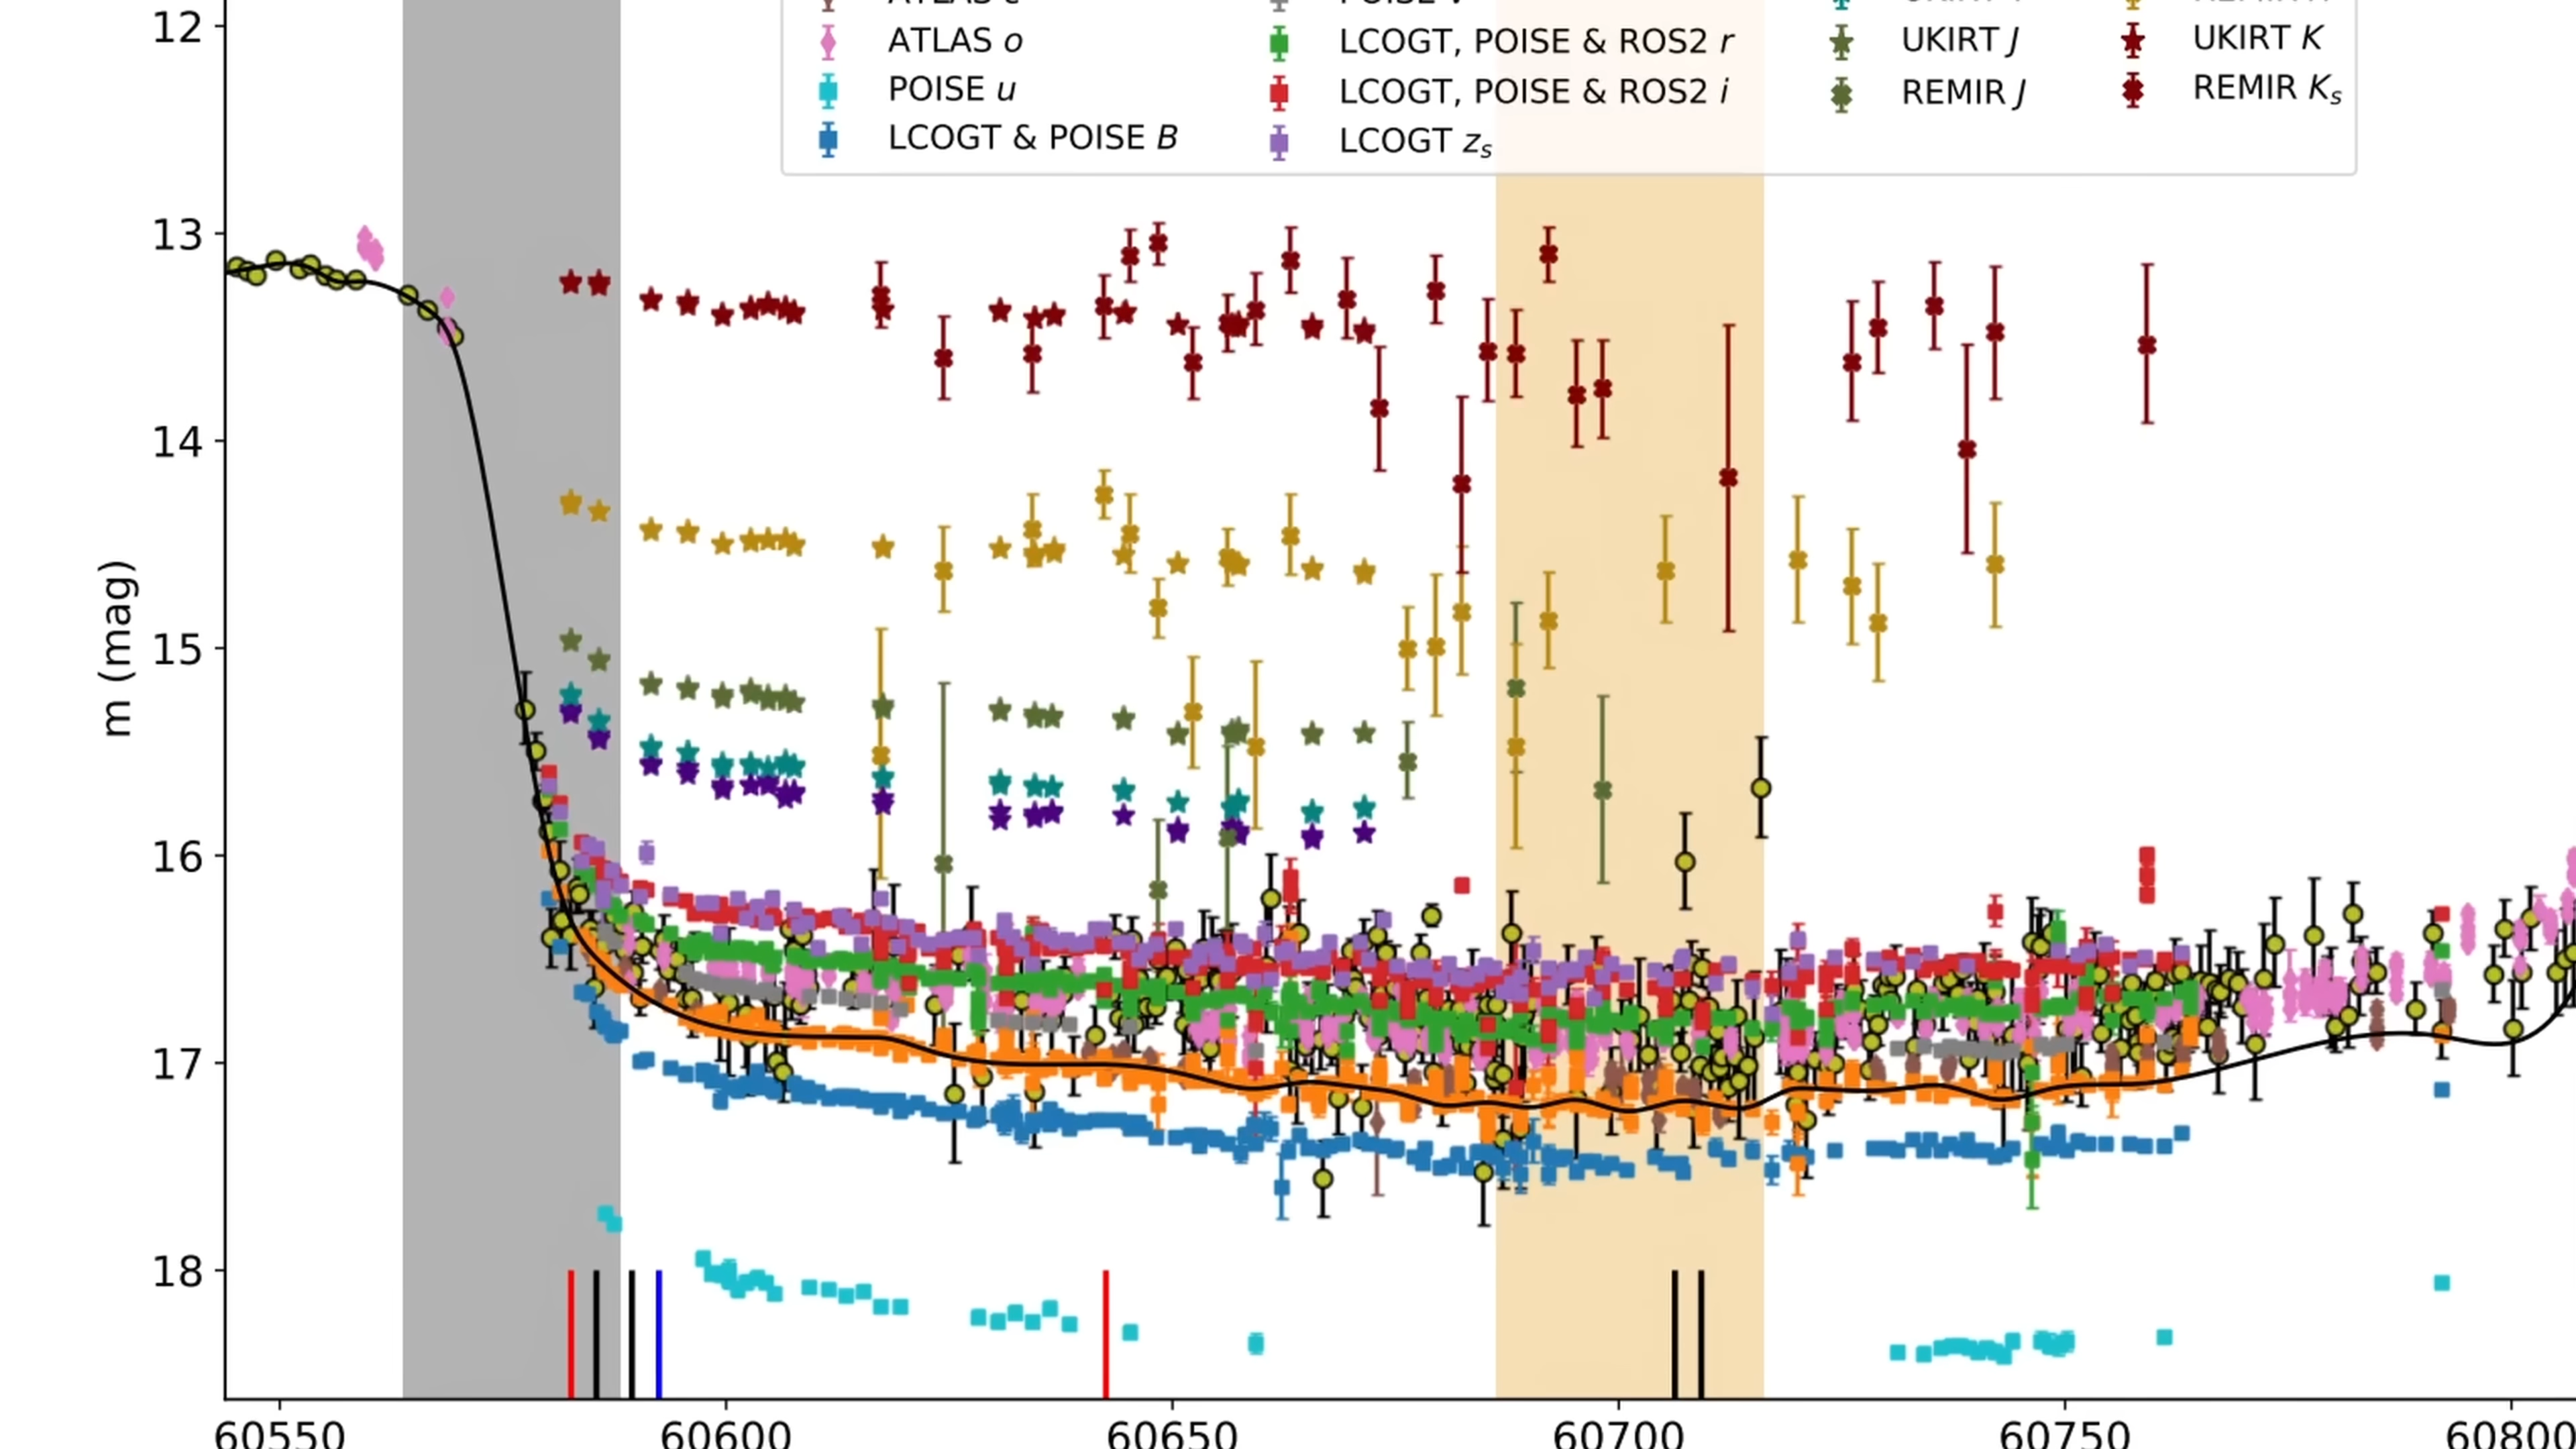 12
13
14
15
16
17
18
m (mag)
ATLAS o
POISE u
LCOGT & POISE B
LCOGT, POISE & ROS2 r
LCOGT, POISE & ROS2 i
LCOGT zs
UKIRT J
REMIR J
UKIRT K
REMIR Ks
60550
60600
60650
60700
60750
60800